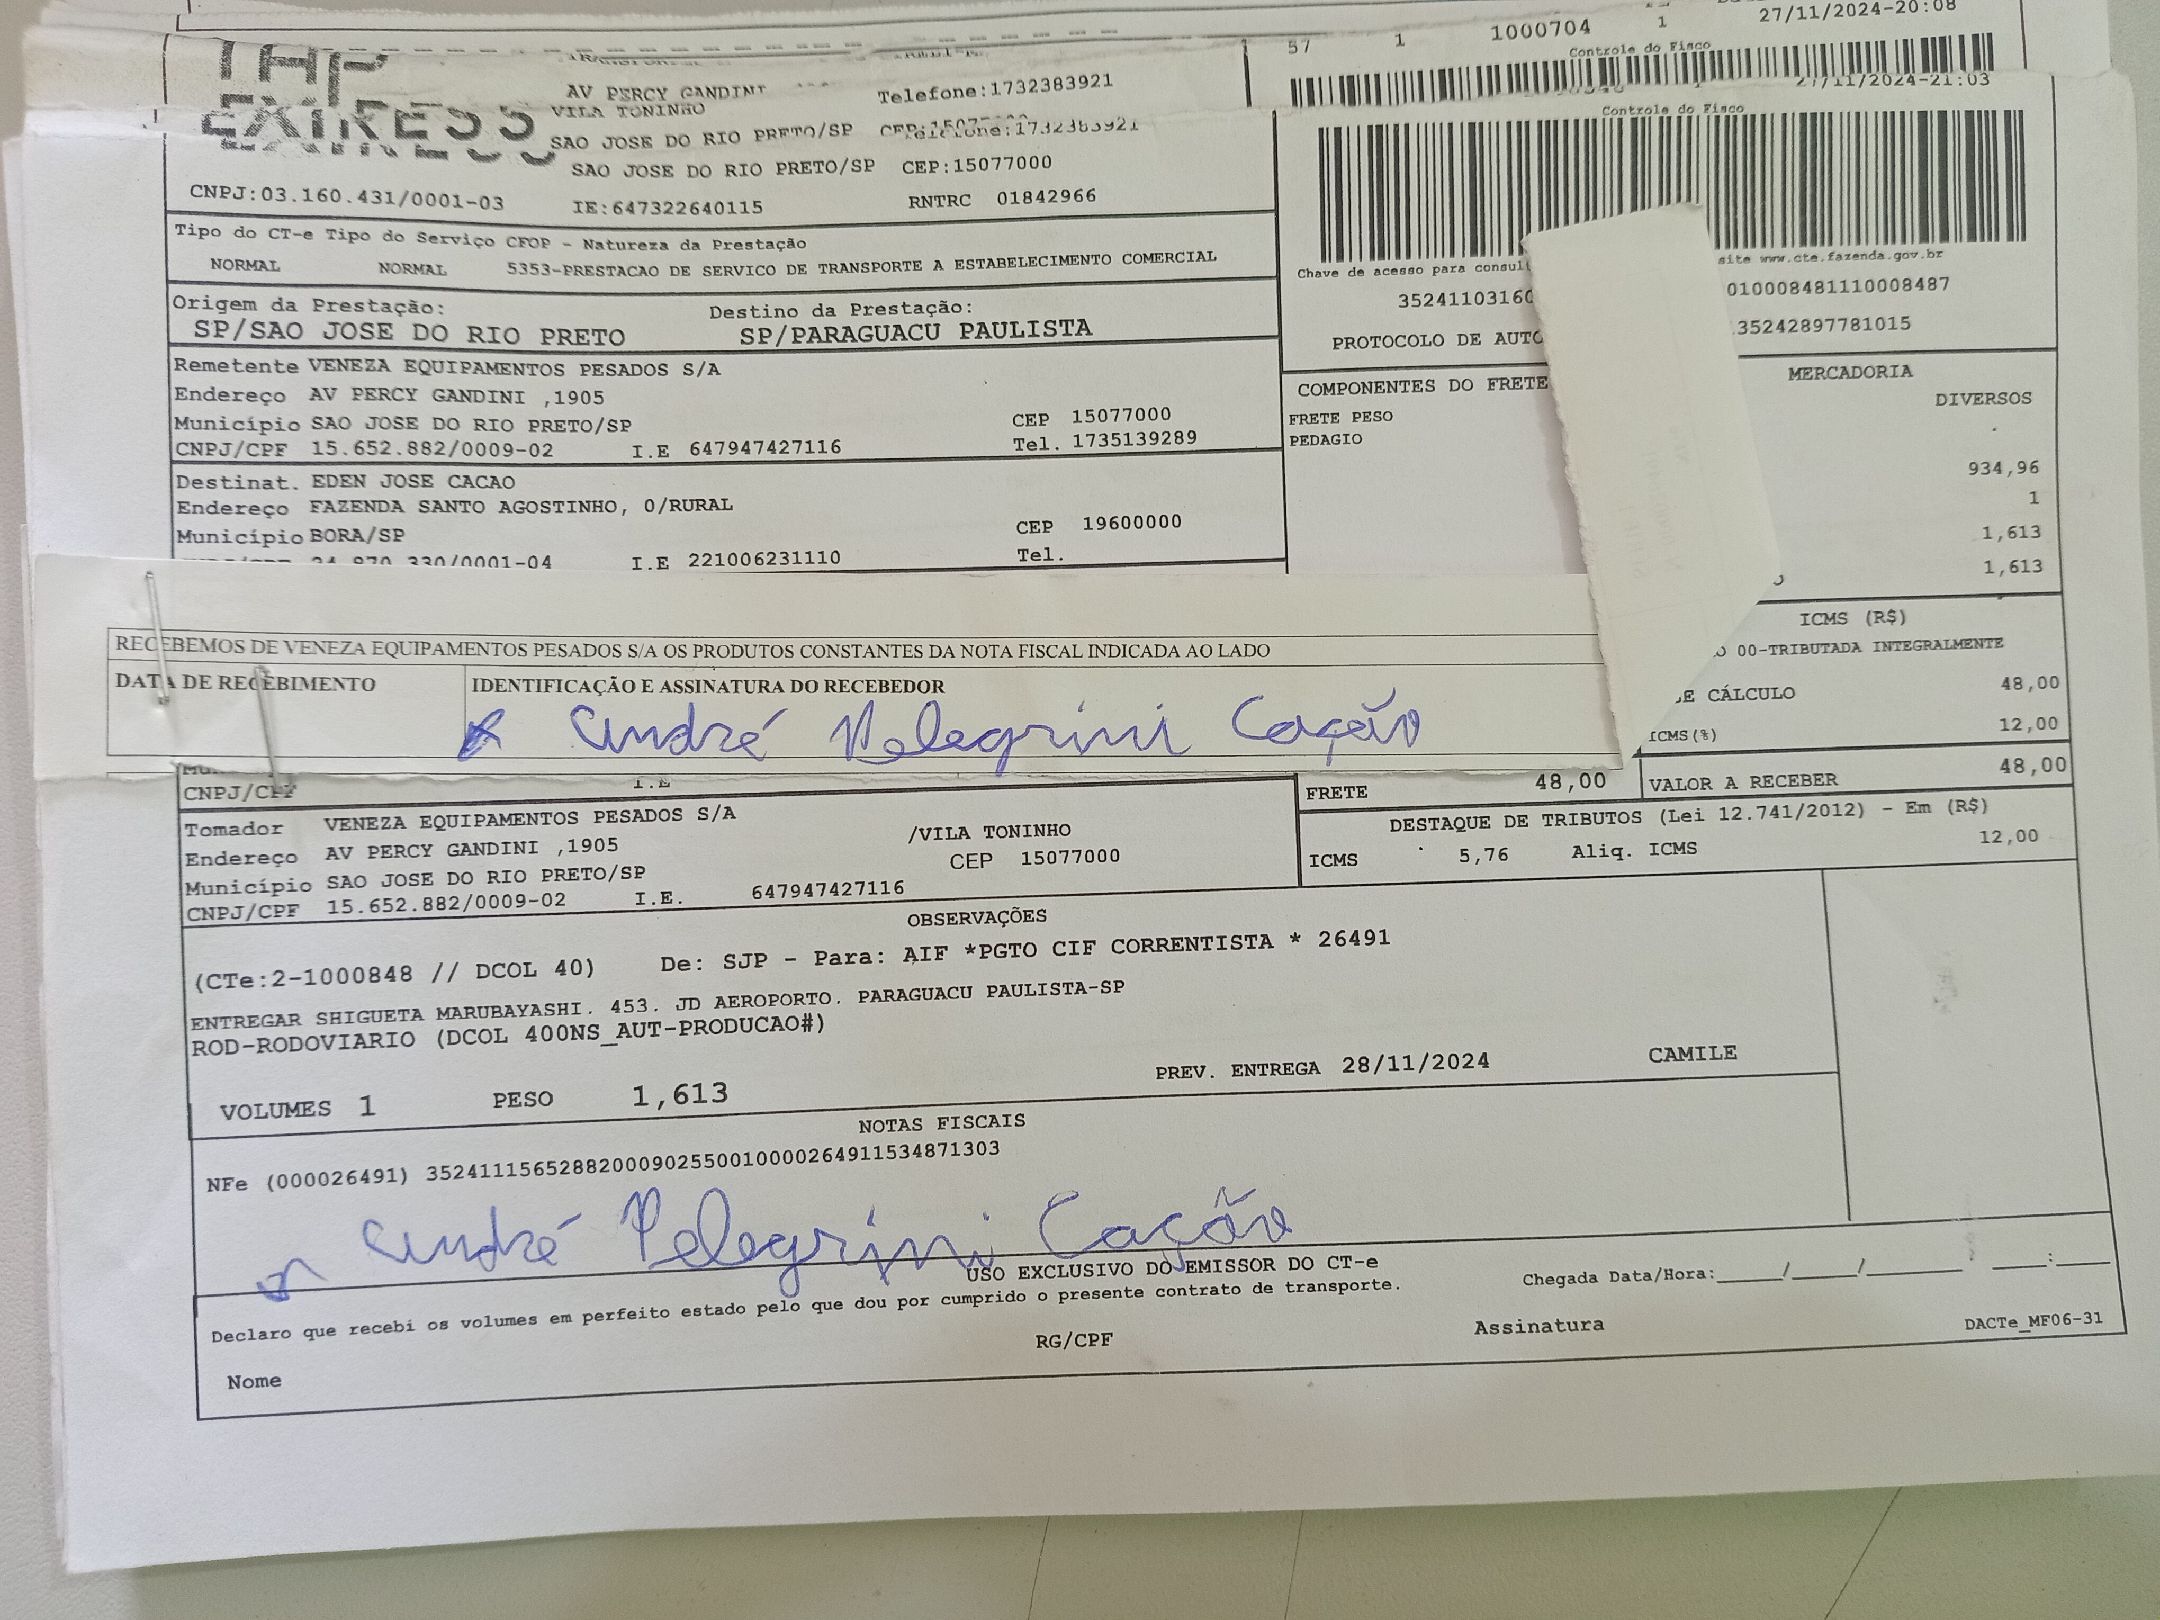 57 1 1000704 1 27/11/2024-20:08
Controle do Fisco
EXPRESS
AV PERCY GANDINI Telefone:1732383921
VILA TONINHO
SAO JOSE DO RIO PRETO/SP
SAO JOSE DO RIO PRETO/SP CEP:15077000
CNPJ:03.160.431/0001-03 IE:647322640115 RNTRC 01842966
27/11/2024-21:03
Controle do Fisco
Tipo do CT-e Tipo do Serviço CFOP - Natureza da Prestação
NORMAL NORMAL 5353-PRESTACAO DE SERVICO DE TRANSPORTE A ESTABELECIMENTO COMERCIAL
Chave de acesso para consul site www.cte.fazenda.gov.br
3524110316 010008481110008487
PROTOCOLO DE AUTO 35242897781015
Origem da Prestação: Destino da Prestação:
SP/SAO JOSE DO RIO PRETO SP/PARAGUACU PAULISTA
Remetente VENEZA EQUIPAMENTOS PESADOS S/A
Endereço AV PERCY GANDINI ,1905
Município SAO JOSE DO RIO PRETO/SP CEP 15077000
CNPJ/CPF 15.652.882/0009-02 I.E 647947427116 Tel. 1735139289
Destinat. EDEN JOSE CACAO
Endereço FAZENDA SANTO AGOSTINHO, 0/RURAL
Município BORA/SP CEP 19600000
330/0001-04 I.E 221006231110 Tel.
COMPONENTES DO FRETE MERCADORIA
FRETE PESO DIVERSOS
PEDAGIO
934,96
1
1,613
1,613
ICMS (R$)
00-TRIBUTADA INTEGRALMENTE
E CÁLCULO 48,00
ICMS(%) 12,00
RECEBEMOS DE VENEZA EQUIPAMENTOS PESADOS S/A OS PRODUTOS CONSTANTES DA NOTA FISCAL INDICADA AO LADO
DATA DE RECEBIMENTO IDENTIFICAÇÃO E ASSINATURA DO RECEBEDOR
André Pelegrini Cação
CNPJ/CPF I.E
FRETE 48,00 VALOR A RECEBER 48,00
Tomador VENEZA EQUIPAMENTOS PESADOS S/A
Endereço AV PERCY GANDINI ,1905 /VILA TONINHO
Município SAO JOSE DO RIO PRETO/SP CEP 15077000
CNPJ/CPF 15.652.882/0009-02 I.E. 647947427116
DESTAQUE DE TRIBUTOS (Lei 12.741/2012) - Em (R$)
ICMS 5,76 Aliq. ICMS 12,00
OBSERVAÇÕES
(CTe:2-1000848 // DCOL 40) De: SJP - Para: AIF *PGTO CIF CORRENTISTA * 26491
ENTREGAR SHIGUETA MARUBAYASHI. 453. JD AEROPORTO. PARAGUACU PAULISTA-SP
ROD-RODOVIARIO (DCOL 400NS_AUT-PRODUCAO#)
PREV. ENTREGA 28/11/2024 CAMILE
VOLUMES 1 PESO 1,613
NOTAS FISCAIS
NFe (000026491) 35241115652882000902550010000264911534871303
André Pelegrini Cação
USO EXCLUSIVO DO EMISSOR DO CT-e
Declaro que recebi os volumes em perfeito estado pelo que dou por cumprido o presente contrato de transporte.
Chegada Data/Hora:_____/_____/_______ ____:____
Nome RG/CPF Assinatura DACTe_MF06-31